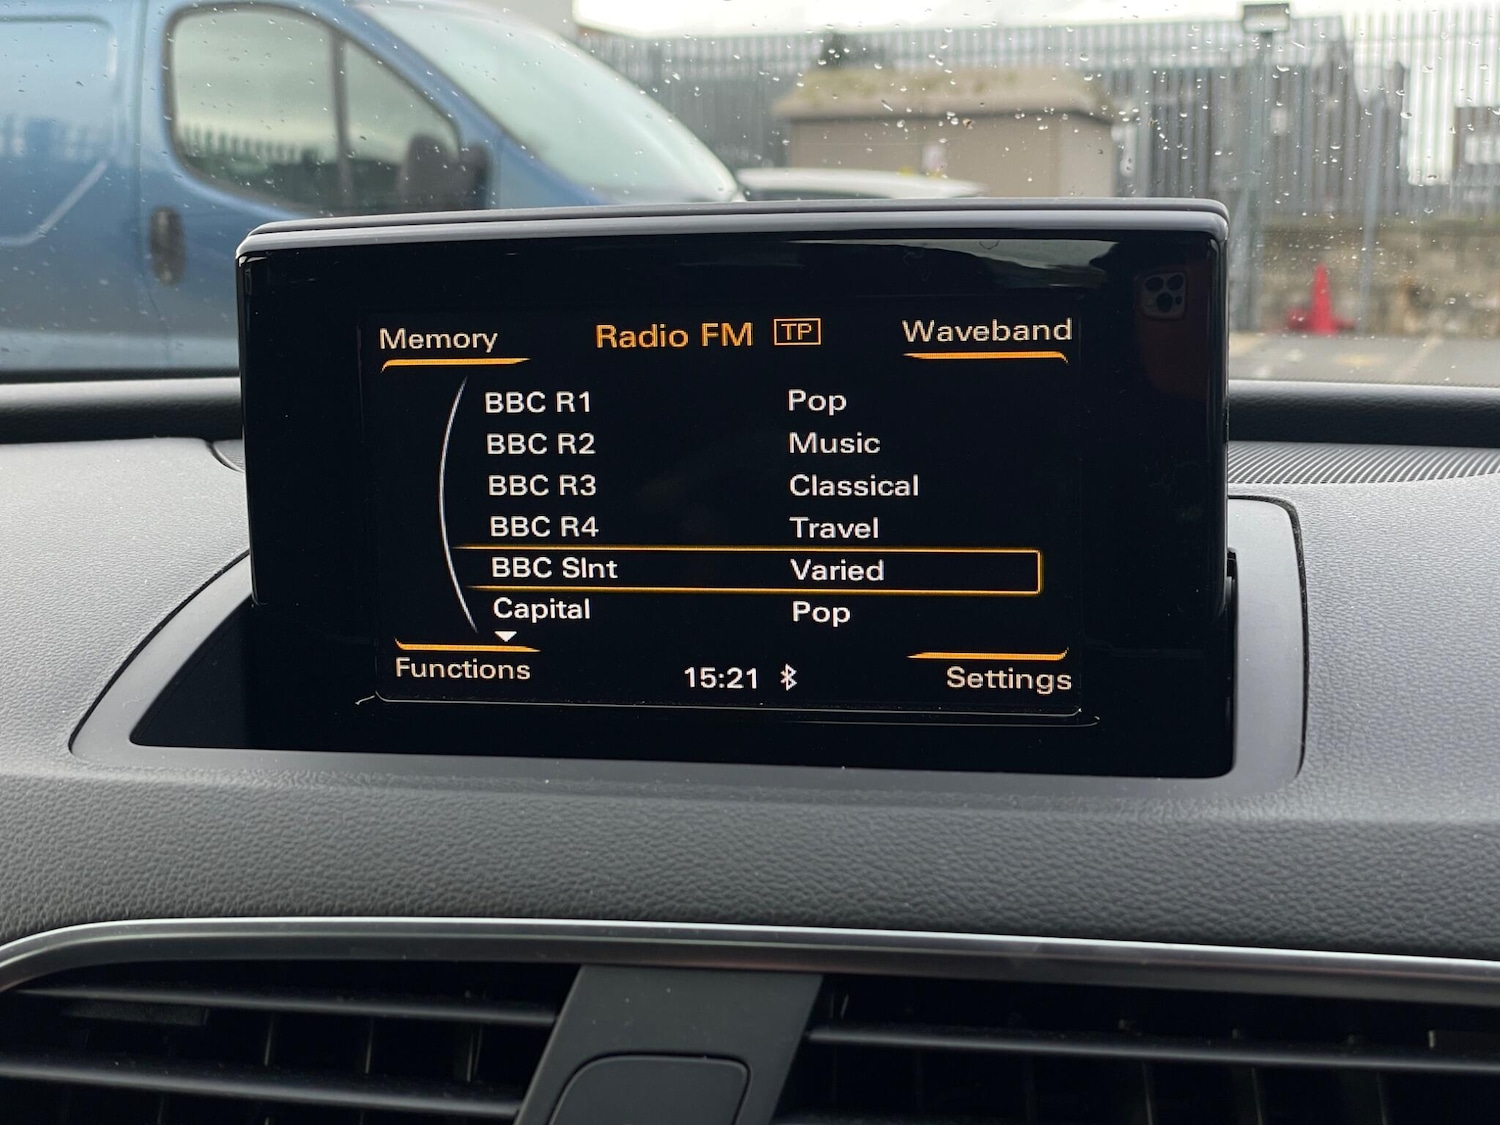 Memory Radio FM TP Waveband
BBC R1 Pop
BBC R2 Music
BBC R3 Classical
BBC R4 Travel
BBC SInt Varied
Capital Pop
Functions 15:21 Settings